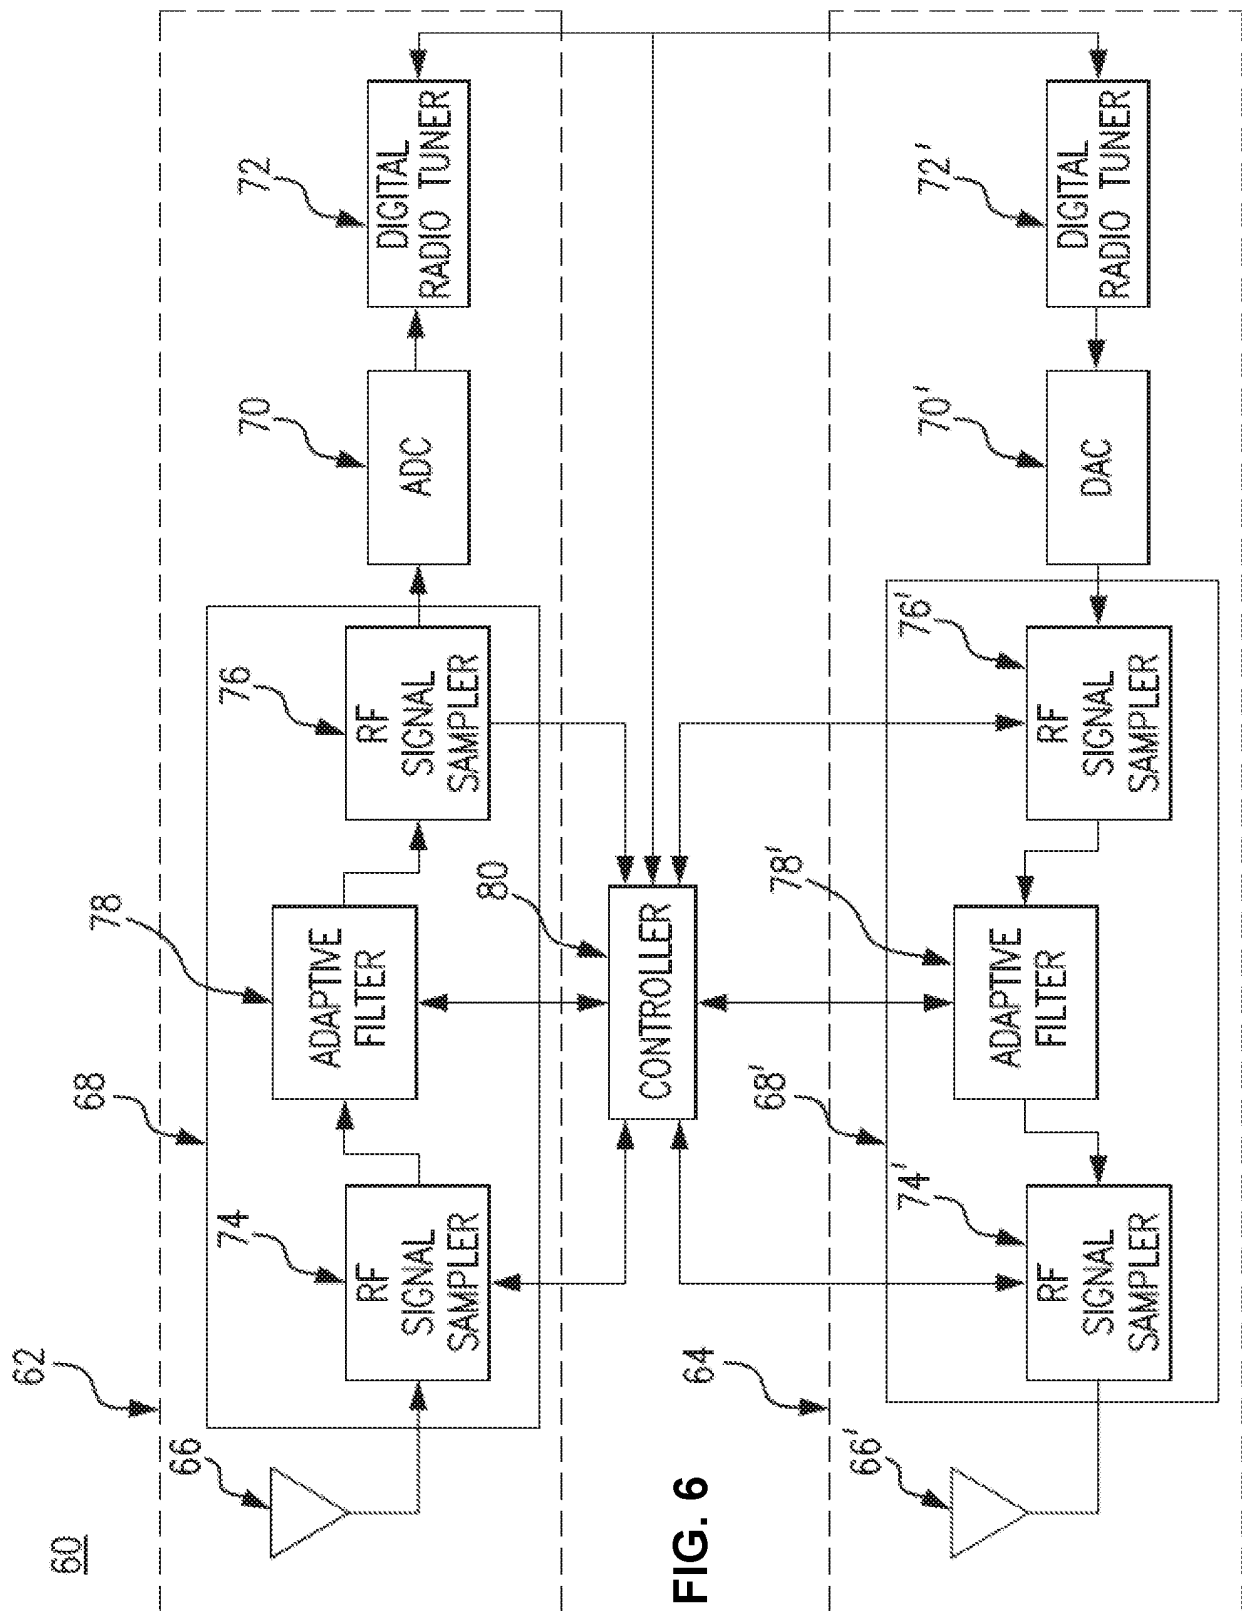 60
62
66
68
74
RF
SIGNAL
SAMPLER
78
ADAPTIVE
FILTER
76
RF
SIGNAL
SAMPLER
70
ADC
72
DIGITAL
RADIO TUNER
80
CONTROLLER
64
66'
68'
74'
RF
SIGNAL
SAMPLER
78'
ADAPTIVE
FILTER
76'
RF
SIGNAL
SAMPLER
70'
DAC
72'
DIGITAL
RADIO TUNER
FIG. 6